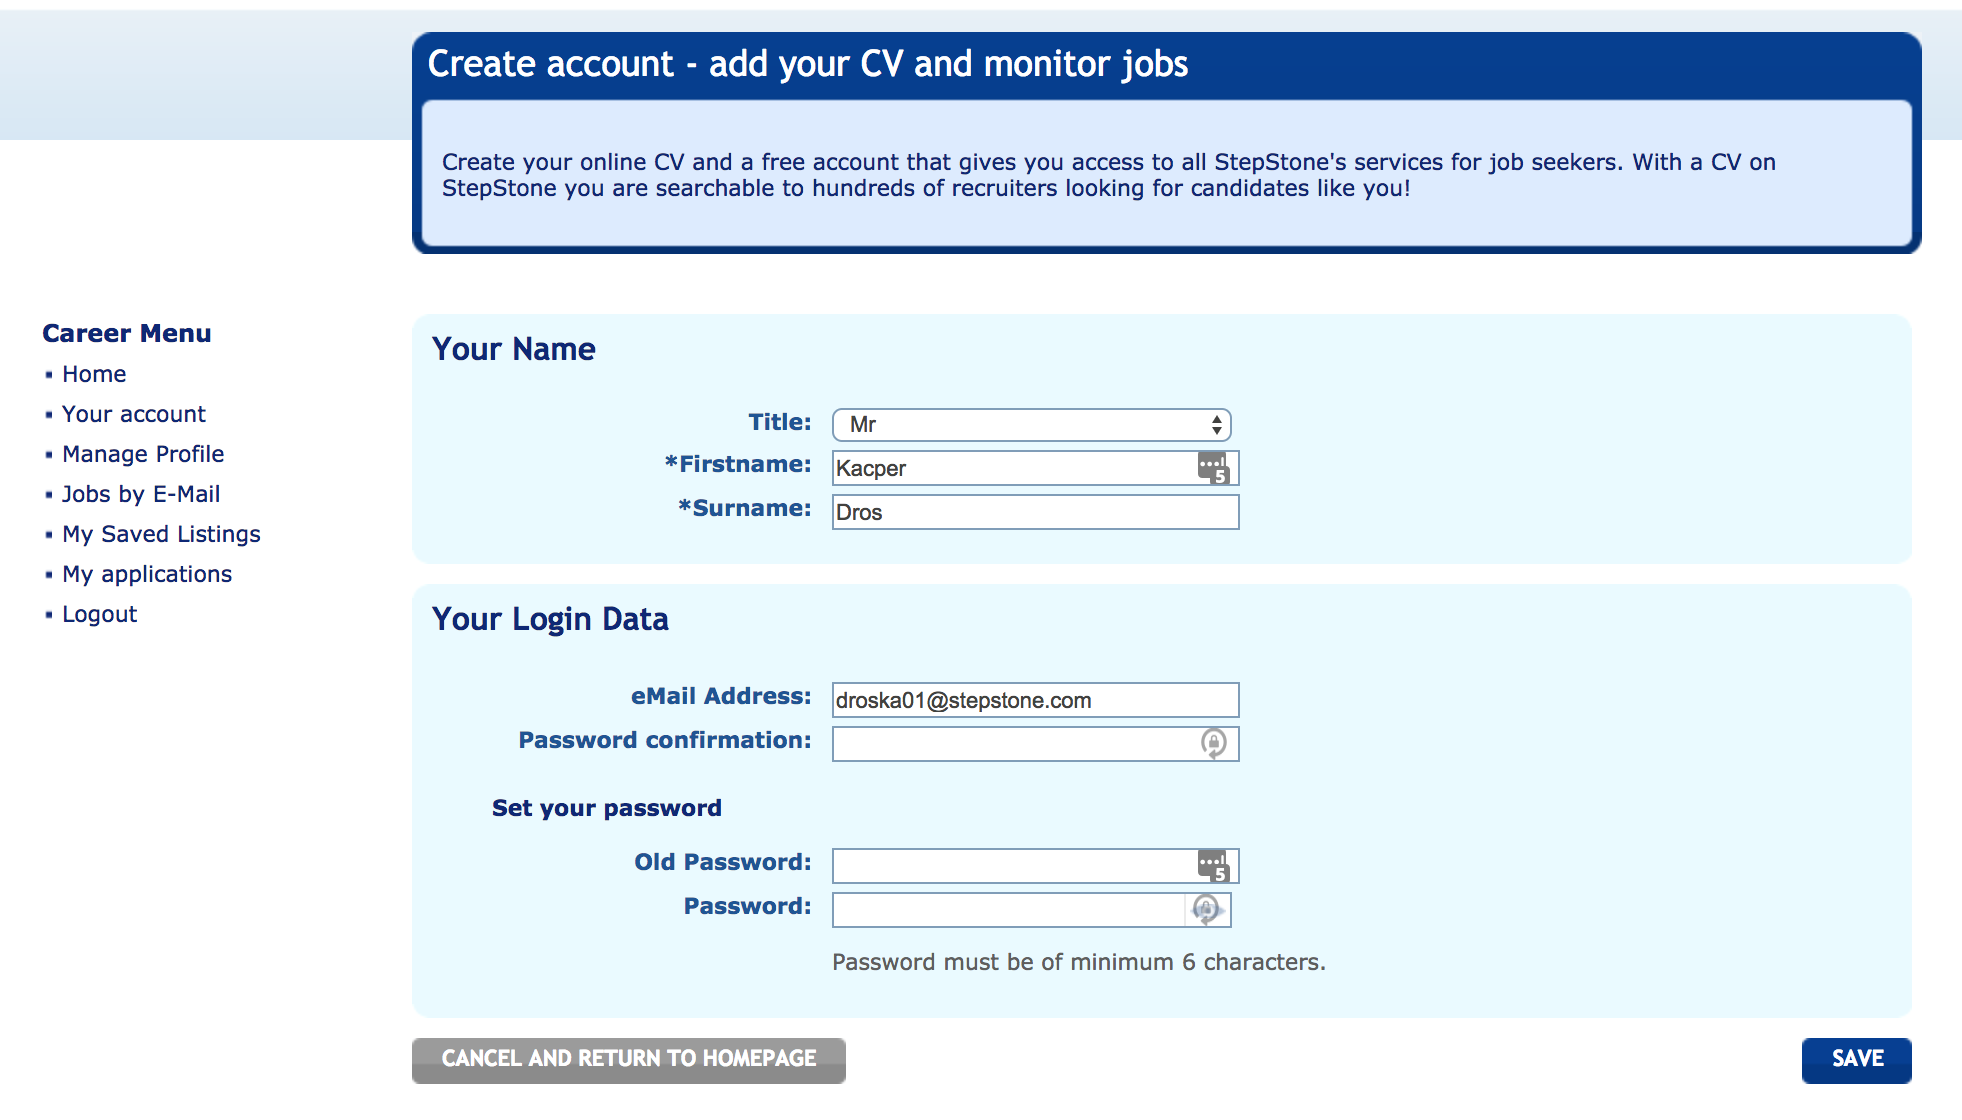 Create account - add your CV and monitor jobs
Create your online CV and a free account that gives you access to all StepStone's services for job seekers. With a CV on
StepStone you are searchable to hundreds of recruiters looking for candidates like you!
Career Menu
Home
Your account
Manage Profile
Jobs by E-Mail
My Saved Listings
My applications
Logout
Your Name
Title: Mr
*Firstname: Kacper 5
*Surname: Dros
Your Login Data
eMail Address: droska01@stepstone.com
Password confirmation:
Set your password
Old Password: 5
Password:
Password must be of minimum 6 characters.
CANCEL AND RETURN TO HOMEPAGE SAVE